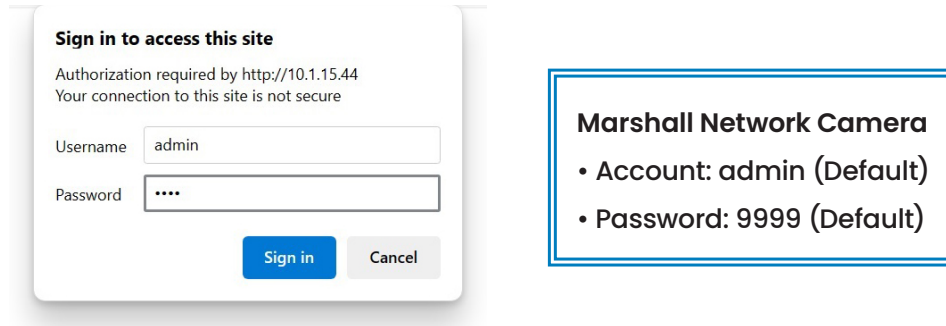 Sign in to access this site
Authorization required by http://10.1.15.44
Your connection to this site is not secure
Username admin
Password ••••
Sign in Cancel
Marshall Network Camera
• Account: admin (Default)
• Password: 9999 (Default)